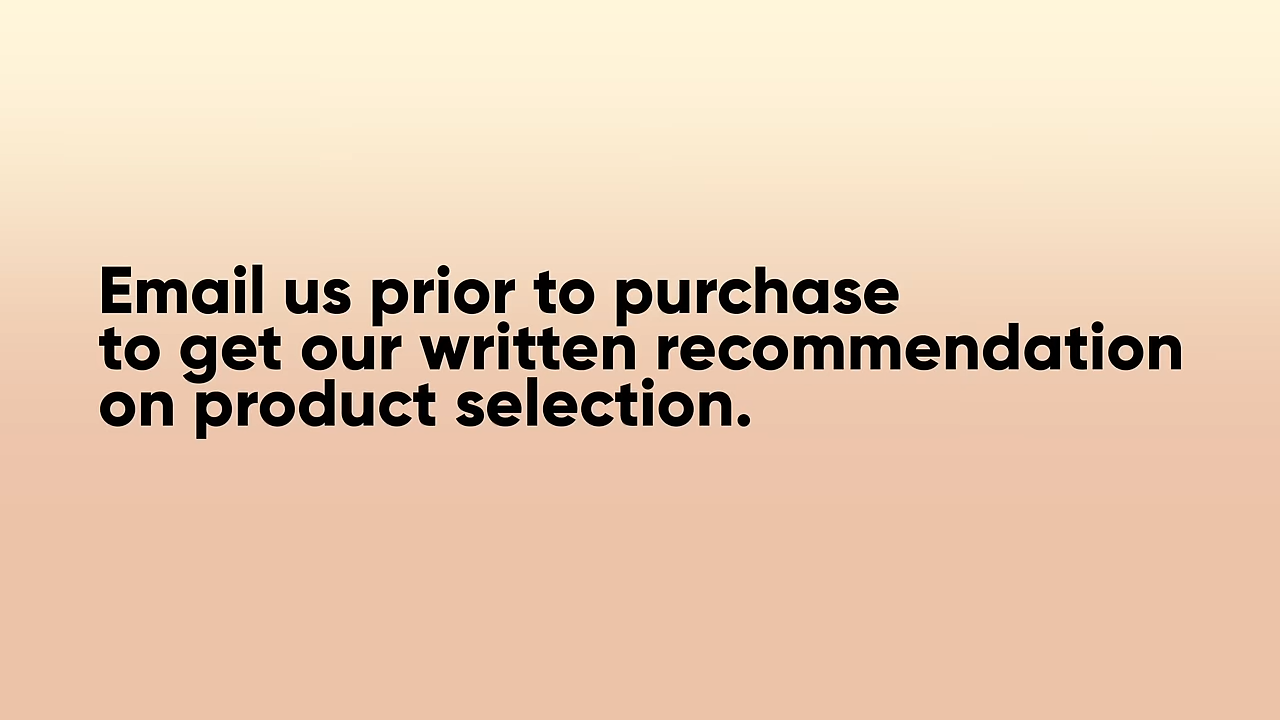 Email us prior to purchase
to get our written recommendation
on product selection.